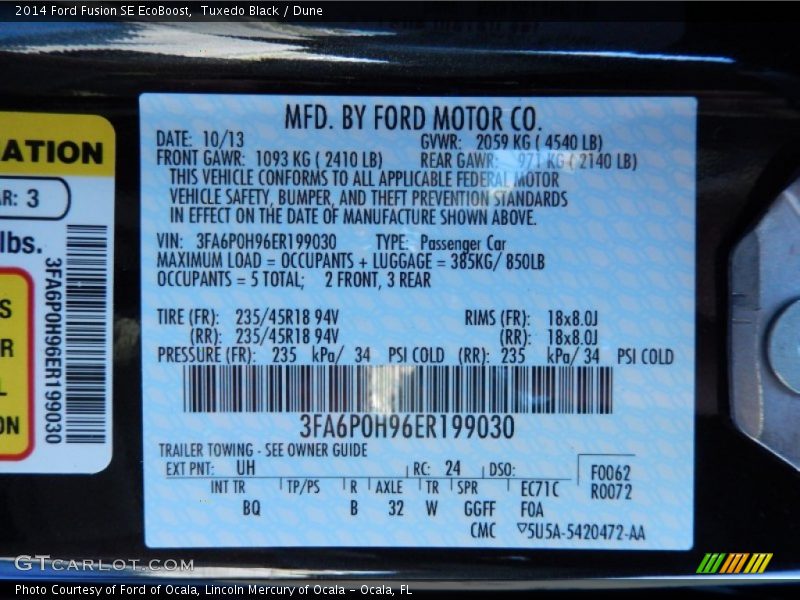 2014 Ford Fusion SE EcoBoost, Tuxedo Black / Dune
ATION
AR: 3
lbs.
3FA6P0H96ER199030
S
R
L
ON
MFD. BY FORD MOTOR CO.
DATE: 10/13 GVWR: 2059 KG ( 4540 LB)
FRONT GAWR: 1093 KG ( 2410 LB) REAR GAWR: 971 KG ( 2140 LB)
THIS VEHICLE CONFORMS TO ALL APPLICABLE FEDERAL MOTOR
VEHICLE SAFETY, BUMPER, AND THEFT PREVENTION STANDARDS
IN EFFECT ON THE DATE OF MANUFACTURE SHOWN ABOVE.
VIN: 3FA6P0H96ER199030 TYPE: Passenger Car
MAXIMUM LOAD = OCCUPANTS + LUGGAGE = 385KG/ 850LB
OCCUPANTS = 5 TOTAL; 2 FRONT, 3 REAR
TIRE (FR): 235/45R18 94V RIMS (FR): 18x8.0J
(RR): 235/45R18 94V (RR): 18x8.0J
PRESSURE (FR): 235 kPa/ 34 PSI COLD (RR): 235 kPa/ 34 PSI COLD
3FA6P0H96ER199030
TRAILER TOWING - SEE OWNER GUIDE
EXT PNT: UH RC: 24 DSO: F0062
INT TR TP/PS R AXLE TR SPR EC71C R0072
BQ B 32 W GGFF F0A
CMC ▽5U5A-5420472-AA
GTCarLot.com
Photo Courtesy of Ford of Ocala, Lincoln Mercury of Ocala - Ocala, FL